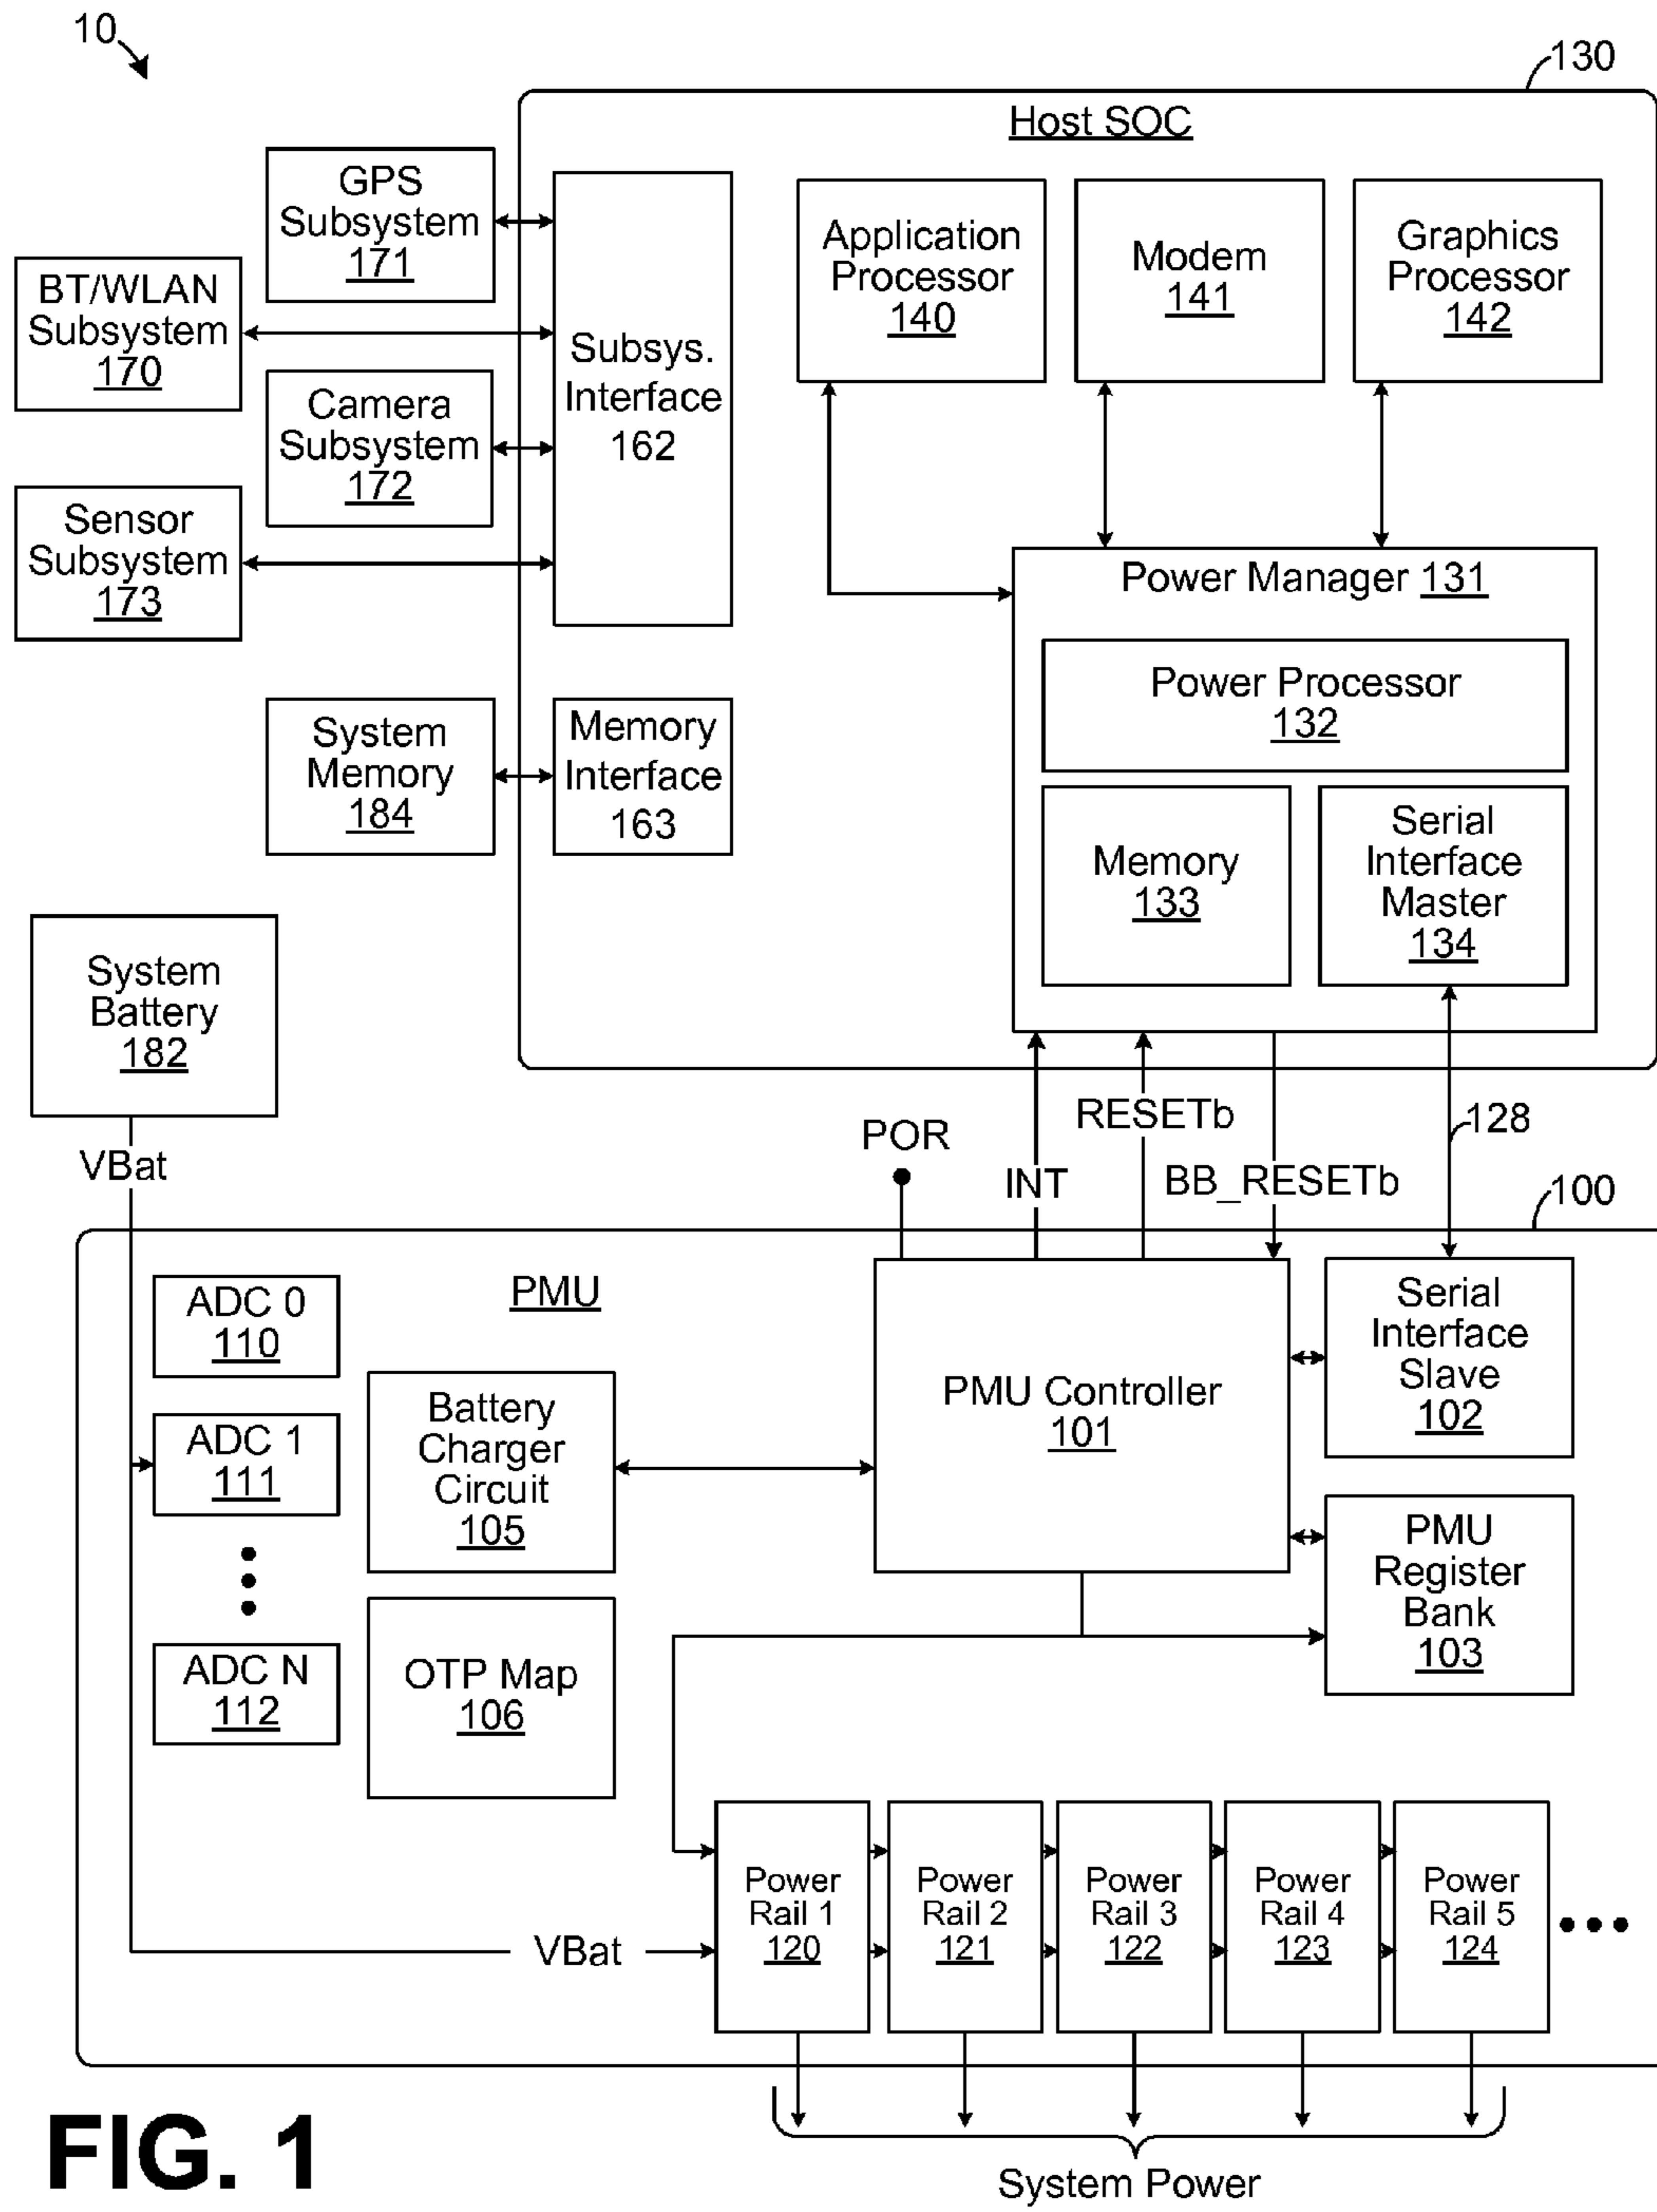 10
130
Host SOC
GPS
Subsystem
171
BT/WLAN
Subsystem
170
Camera
Subsystem
172
Sensor
Subsystem
173
Subsys.
Interface
162
Application
Processor
140
Modem
141
Graphics
Processor
142
Power Manager 131
Power Processor
132
Memory
133
Serial
Interface
Master
134
System
Memory
184
Memory
Interface
163
System
Battery
182
VBat
POR
INT
RESETb
BB_RESETb
128
100
PMU
ADC 0
110
ADC 1
111
ADC N
112
Battery
Charger
Circuit
105
OTP Map
106
PMU Controller
101
Serial
Interface
Slave
102
PMU
Register
Bank
103
VBat
Power
Rail 1
120
Power
Rail 2
121
Power
Rail 3
122
Power
Rail 4
123
Power
Rail 5
124
System Power
FIG. 1